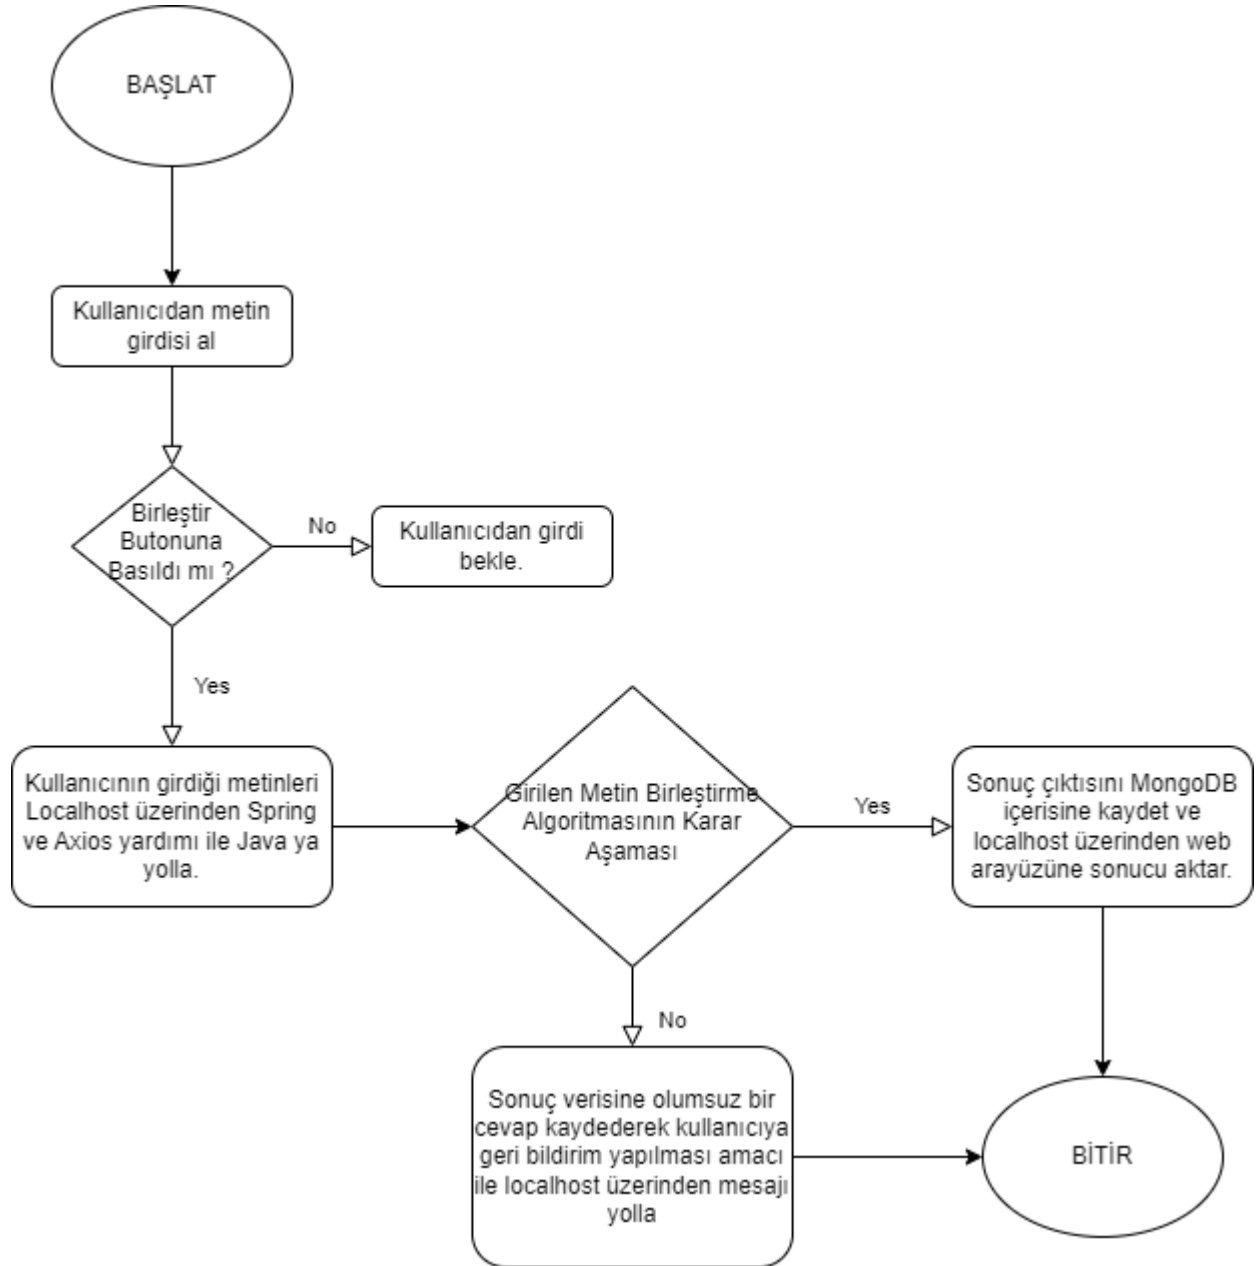 BAŞLAT
Kullanıcıdan metin
girdisi al
Birleştir
Butonuna
Basıldı mı ?
No
Kullanıcıdan girdi
bekle.
Yes
Kullanıcının girdiği metinleri
Localhost üzerinden Spring
ve Axios yardımı ile Java ya
yolla.
Girilen Metin Birleştirme
Algoritmasının Karar
Aşaması
Yes
Sonuç çıktısını MongoDB
içerisine kaydet ve
localhost üzerinden web
arayüzüne sonucu aktar.
No
Sonuç verisine olumsuz bir
cevap kaydederek kullanıcıya
geri bildirim yapılması amacı
ile localhost üzerinden mesajı
yolla
BİTİR